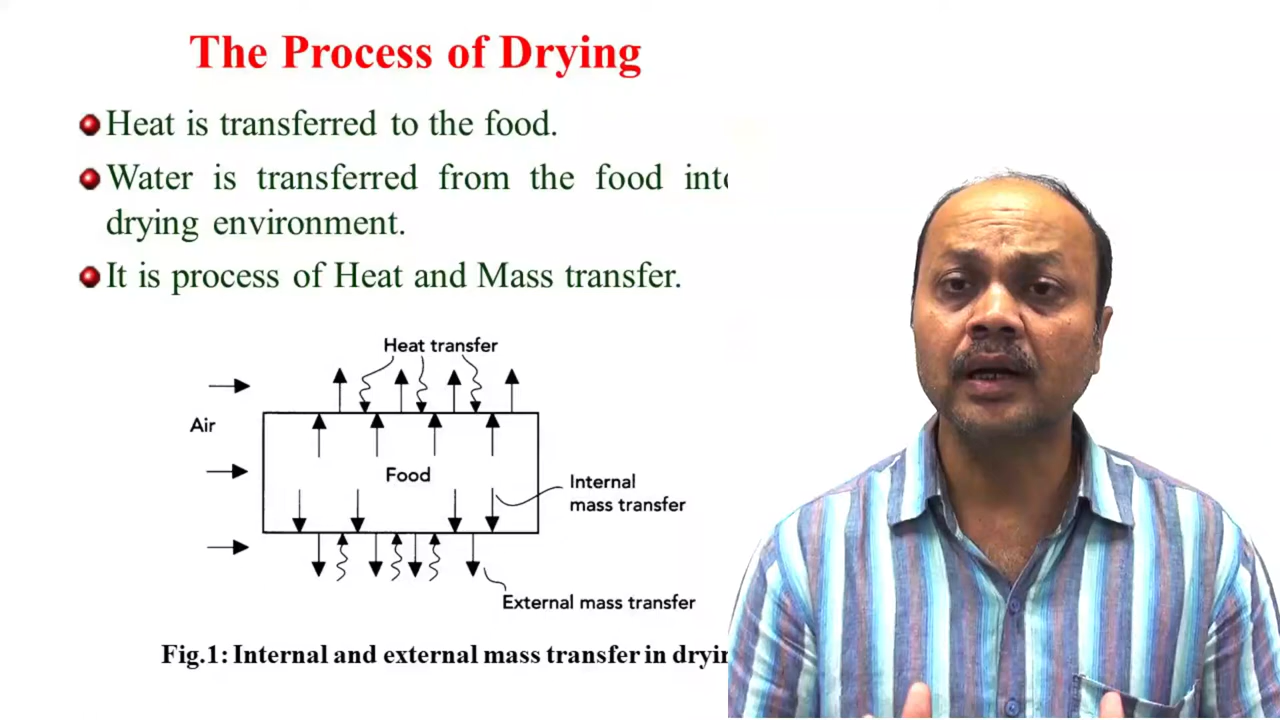 The Process of Drying
Heat is transferred to the food.
Water is transferred from the food
drying environment.
It is process of Heat and Mass transfer.
Heat transfer
Air
Food
Internal
mass transfer
External mass transfer
Fig.1: Internal and external mass transfer in